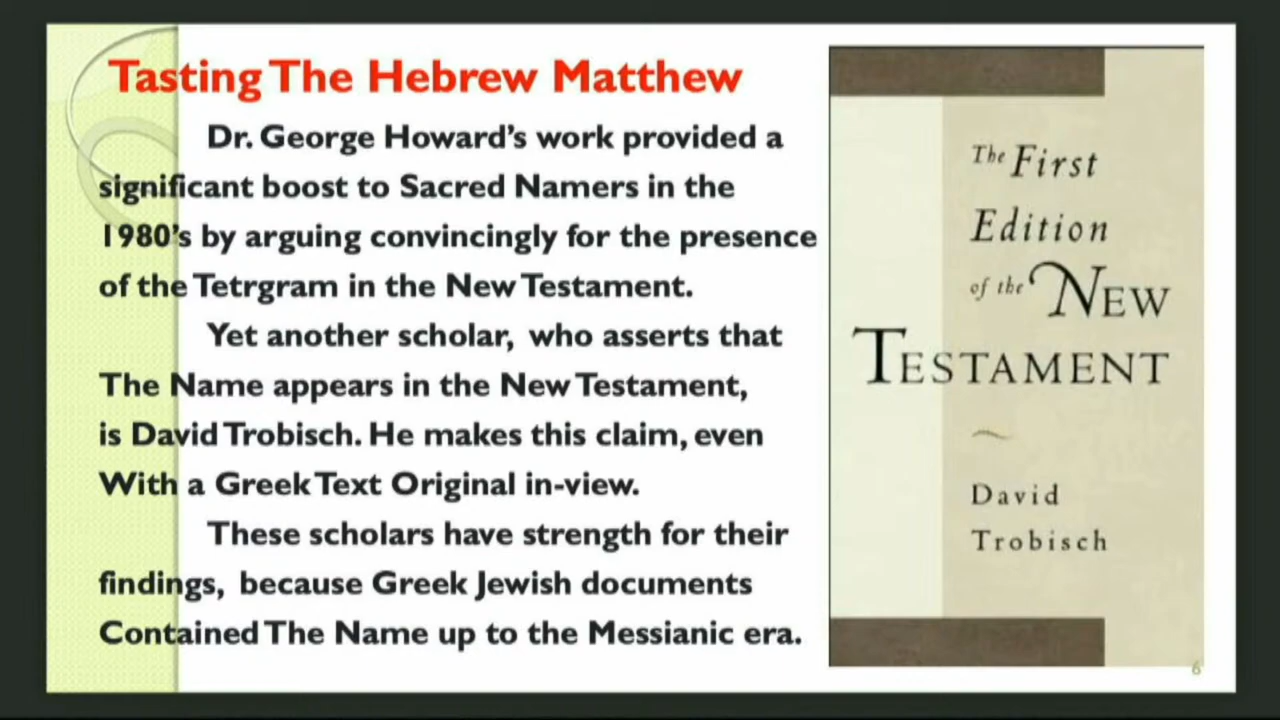 Tasting The Hebrew Matthew
Dr. George Howard’s work provided a
significant boost to Sacred Namers in the
1980’s by arguing convincingly for the presence
of the Tetrgram in the New Testament.
Yet another scholar, who asserts that
The Name appears in the New Testament,
is David Trobisch. He makes this claim, even
With a Greek Text Original in-view.
These scholars have strength for their
findings, because Greek Jewish documents
Contained The Name up to the Messianic era.
The First
Edition
of the NEW
TESTAMENT
David
Trobisch
6